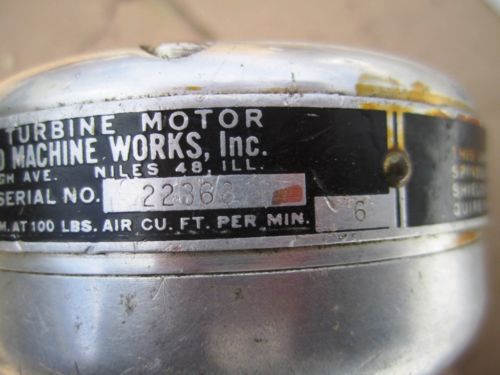 TURBINE MOTOR
MACHINE WORKS, Inc.
AVE. NILES 48, ILL.
SERIAL NO. 22368
AT 100 LBS. AIR CU. FT. PER MIN. 6